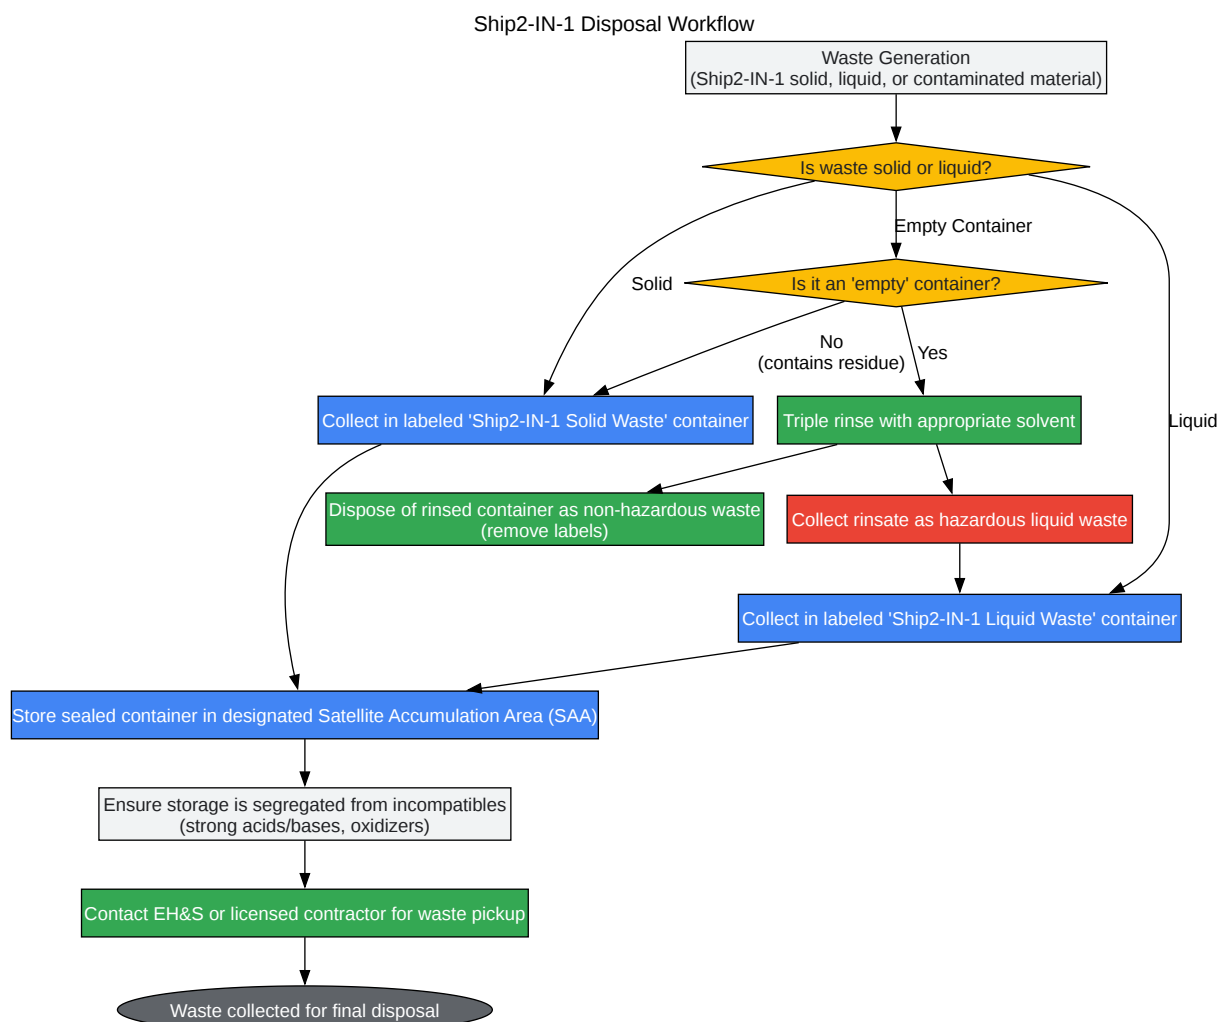 Ship2-IN-1 Disposal Workflow
Waste Generation
(Ship2-IN-1 solid, liquid, or contaminated material)
Is waste solid or liquid?
Empty Container
Solid
Is it an 'empty' container?
No
(contains residue)
Yes
Liquid
Collect in labeled 'Ship2-IN-1 Solid Waste' container
Triple rinse with appropriate solvent
Dispose of rinsed container as non-hazardous waste
(remove labels)
Collect rinsate as hazardous liquid waste
Collect in labeled 'Ship2-IN-1 Liquid Waste' container
Store sealed container in designated Satellite Accumulation Area (SAA)
Ensure storage is segregated from incompatibles
(strong acids/bases, oxidizers)
Contact EH&S or licensed contractor for waste pickup
Waste collected for final disposal